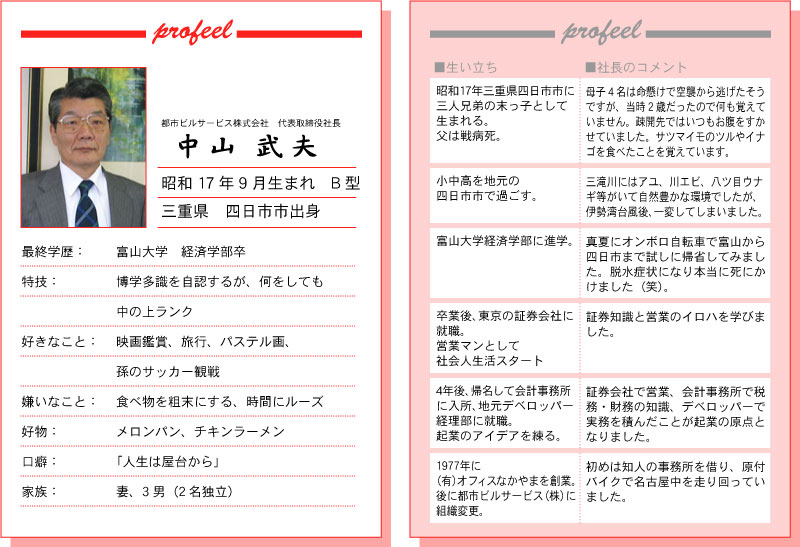 profeel
都市ビルサービス株式会社　代表取締役社長
中山 武夫
昭和 17 年 9 月生まれ　B 型
三重県　四日市市出身
最終学歴：　富山大学　経済学部卒
特技：　博学多識を自認するが、何をしても
中の上ランク
好きなこと：　映画鑑賞、旅行、パステル画、
孫のサッカー観戦
嫌いなこと：　食べ物を粗末にする、時間にルーズ
好物：　メロンパン、チキンラーメン
口癖：　「人生は屋台から」
家族：　妻、3 男（2 名独立）
profeel
■生い立ち
■社長のコメント
昭和17年三重県四日市市に
三人兄弟の末っ子として
生まれる。
父は戦病死。
母子 4 名は命懸けで空襲から逃げたそう
ですが、当時 2 歳だったので何も覚えて
いません。疎開先ではいつもお腹をすか
せていました。サツマイモのツルやイナ
ゴを食べたことを覚えています。
小中高を地元の
四日市市で過ごす。
三滝川にはアユ、川エビ、八ツ目ウナ
ギ等がいて自然豊かな環境でしたが、
伊勢湾台風後、一変してしまいました。
富山大学経済学部に進学。
真夏にオンボロ自転車で富山から
四日市まで試しに帰省してみまし
た。脱水症状になり本当に死にか
けました（笑）。
卒業後、東京の証券会社に
就職。
営業マンとして
社会人生活スタート
証券知識と営業のイロハを学びま
した。
4年後、帰名して会計事務所
に入所、地元デベロッパー
経理部に就職。
起業のアイデアを練る。
証券会社で営業、会計事務所で税
務・財務の知識、デベロッパーで
実務を積んだことが起業の原点と
なりました。
1977年に
(有)オフィスなかやまを創業。
後に都市ビルサービス(株)に
組織変更。
初めは知人の事務所を借り、原付
バイクで名古屋中を走り回ってい
ました。